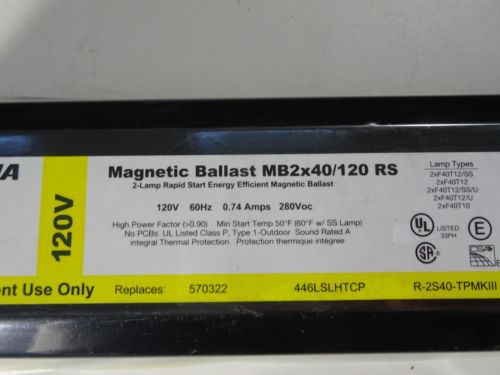 120V
Magnetic Ballast MB2x40/120 RS
2-Lamp Rapid Start Energy Efficient Magnetic Ballast
120V 60Hz 0.74 Amps 280Voc
High Power Factor (>0.90) Min Start Temp 50°F (60°F w/ SS Lamp)
No PCBs UL Listed Class P, Type 1-Outdoor Sound Rated A
integral Thermal Protection Protection thermique intégree
Lamp Types
2xF40T12/SS
2xF40T12
2xF40T12/SS/U
2xF40T12/U
2xF40T10
UL
LISTED
33PH
SA
E
ent Use Only
Replaces: 570322 446LSLHTCP R-2S40-TPMKIII